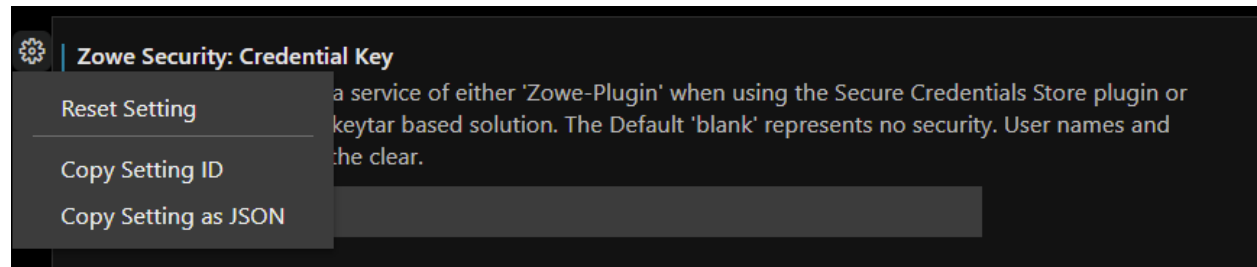 Zowe Security: Credential Key
Reset Setting
a service of either 'Zowe-Plugin' when using the Secure Credentials Store plugin or
keytar based solution. The Default 'blank' represents no security. User names and
Copy Setting ID
the clear.
Copy Setting as JSON